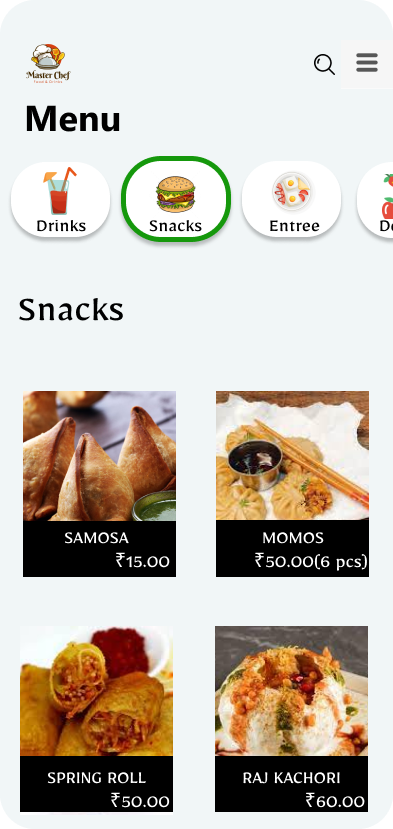 Master Chef
Menu
Drinks
Snacks
Entree
De
Snacks
SAMOSA
₹15.00
MOMOS
₹50.00(6 pcs)
SPRING ROLL
₹50.00
RAJ KACHORI
₹60.00